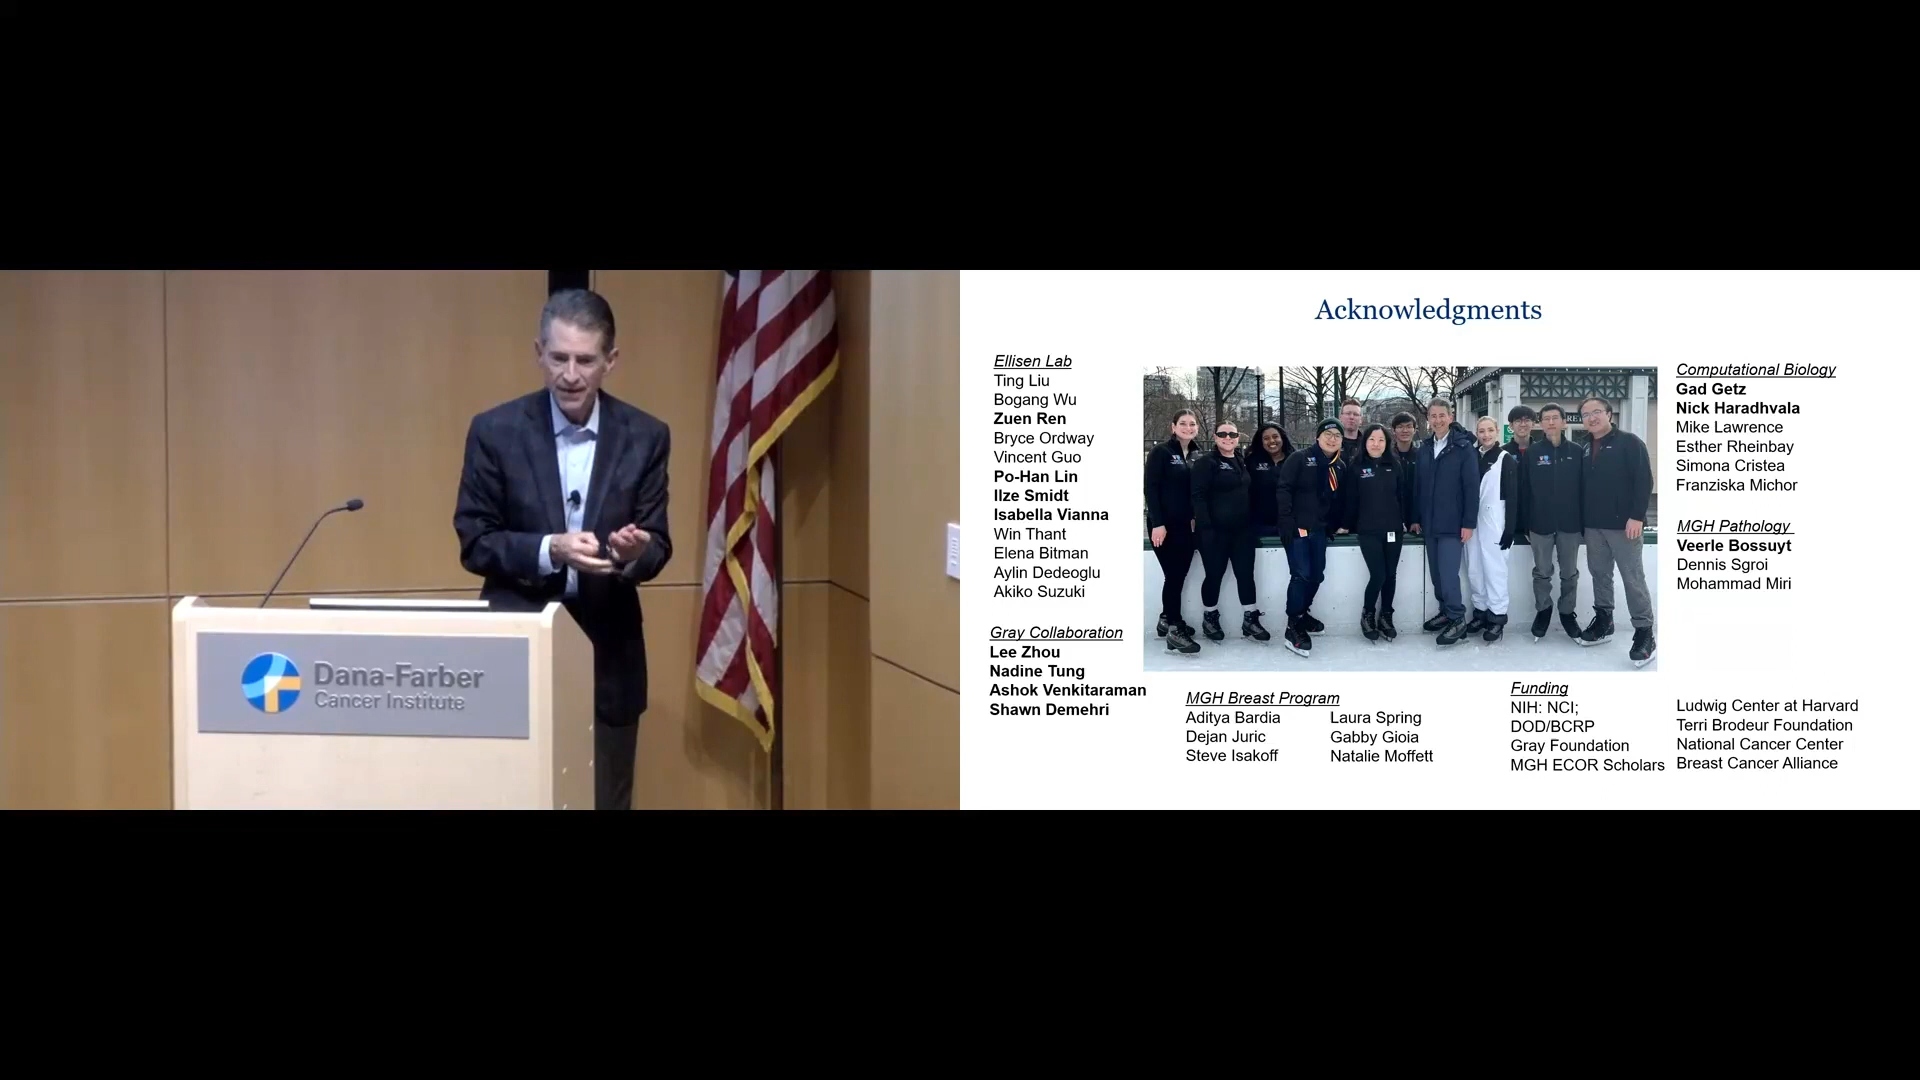 Dana-Farber
Cancer Institute
Acknowledgments
Ellisen Lab
Ting Liu
Bogang Wu
Zuen Ren
Bryce Ordway
Vincent Guo
Po-Han Lin
Ilze Smidt
Isabella Vianna
Win Thant
Elena Bitman
Aylin Dedeoglu
Akiko Suzuki
Gray Collaboration
Lee Zhou
Nadine Tung
Ashok Venkitaraman
Shawn Demehri
MGH Breast Program
Aditya Bardia
Dejan Juric
Steve Isakoff
Laura Spring
Gabby Gioia
Natalie Moffett
Computational Biology
Gad Getz
Nick Haradhvala
Mike Lawrence
Esther Rheinbay
Simona Cristea
Franziska Michor
MGH Pathology
Veerle Bossuyt
Dennis Sgroi
Mohammad Miri
Funding
NIH: NCI;
DOD/BCRP
Gray Foundation
MGH ECOR Scholars
Ludwig Center at Harvard
Terri Brodeur Foundation
National Cancer Center
Breast Cancer Alliance